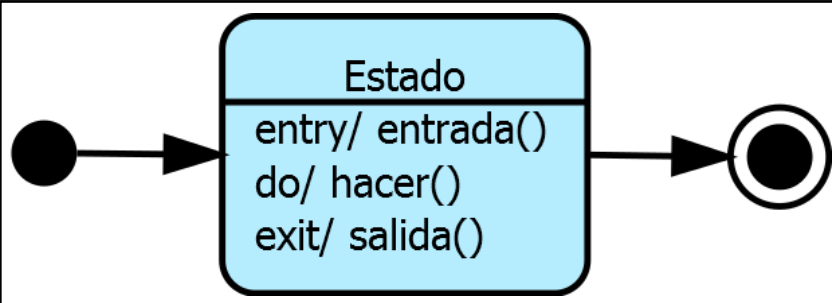 Estado
entry/ entrada()
do/ hacer()
exit/ salida()